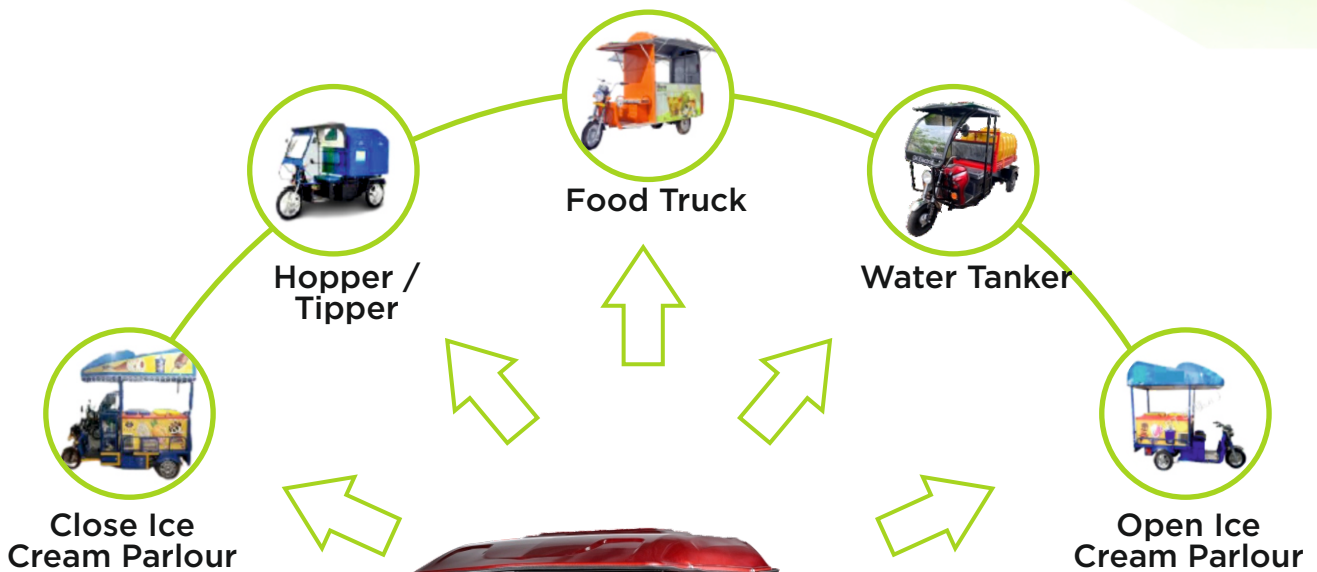 Food Truck
Hopper /
Tipper
Water Tanker
Close Ice
Cream Parlour
Open Ice
Cream Parlour